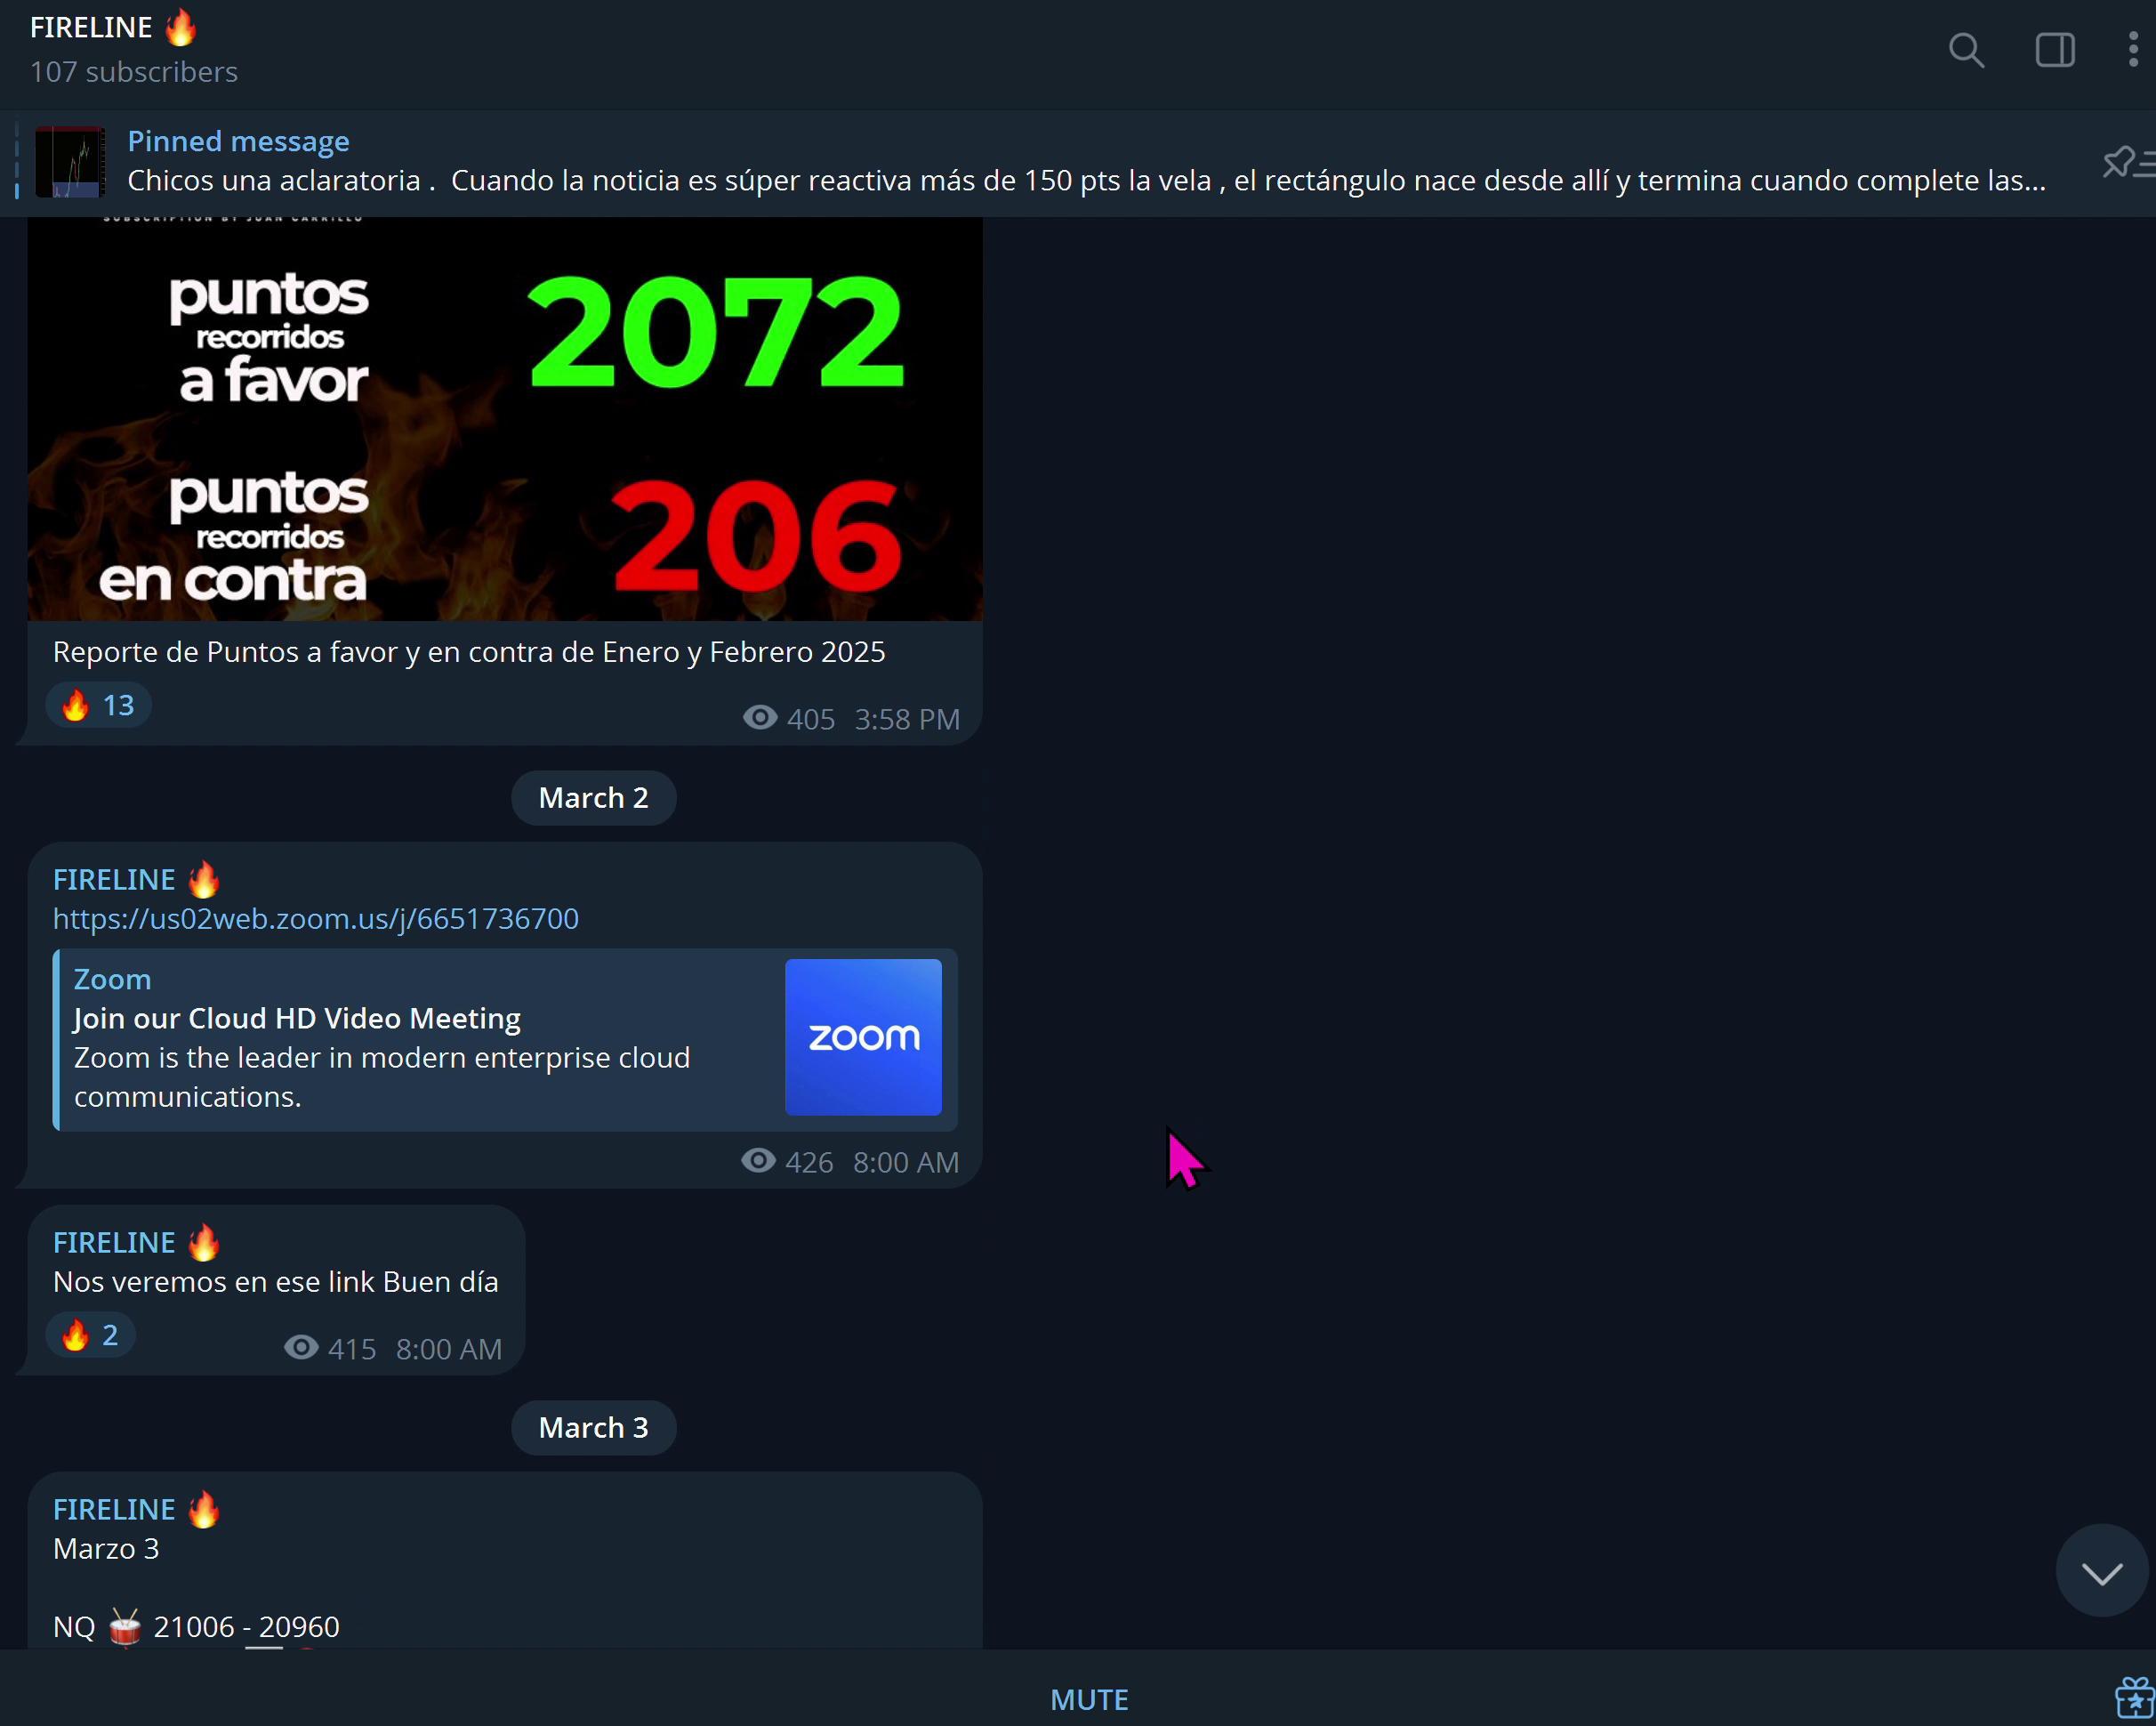 FIRELINE 🔥
107 subscribers
Pinned message
Chicos una aclaratoria .  Cuando la noticia es súper reactiva más de 150 pts la vela , el rectángulo nace desde allí y termina cuando complete las...
SUBSCRIPTION BY JUAN CARRILLO
puntos
recorridos
a favor
2072
puntos
recorridos
en contra
206
Reporte de Puntos a favor y en contra de Enero y Febrero 2025
🔥 13
405 3:58 PM
March 2
FIRELINE 🔥
https://us02web.zoom.us/j/6651736700
Zoom
Join our Cloud HD Video Meeting
Zoom is the leader in modern enterprise cloud
communications.
zoom
426 8:00 AM
FIRELINE 🔥
Nos veremos en ese link Buen día
🔥 2
415 8:00 AM
March 3
FIRELINE 🔥
Marzo 3
NQ 🥁 21006 - 20960
MUTE